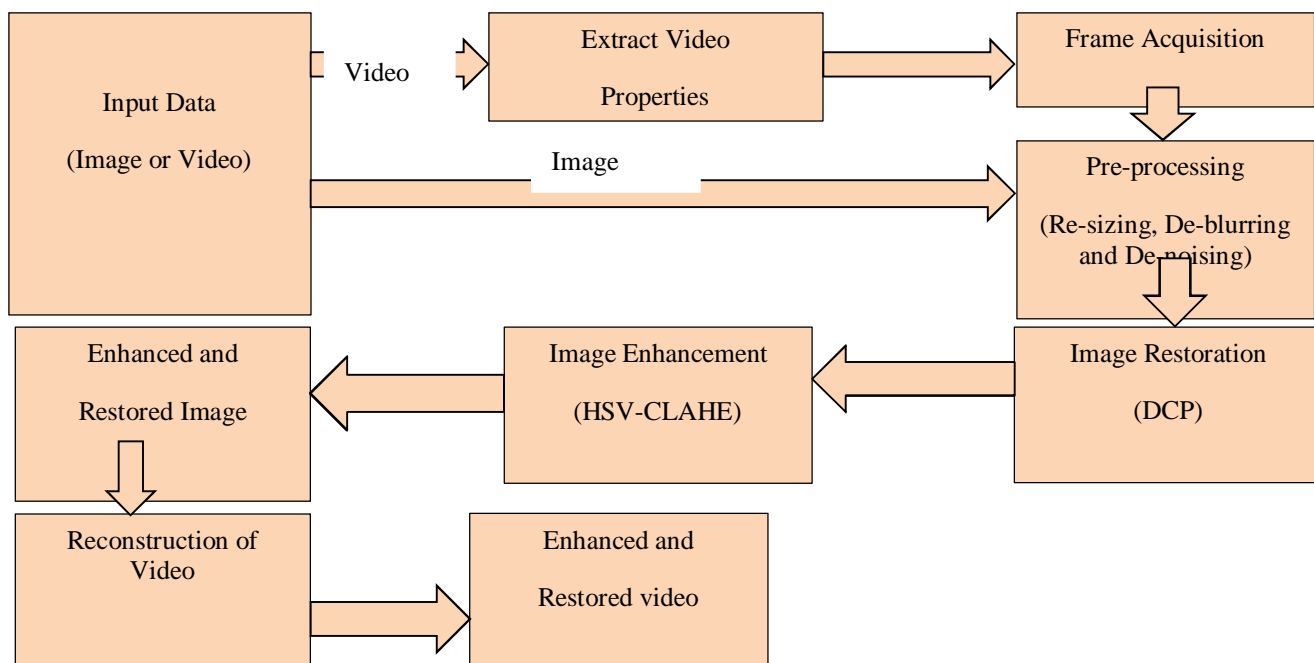 Input Data
(Image or Video)
Video
Extract Video
Properties
Frame Acquisition
Image
Pre-processing
(Re-sizing, De-blurring
and De-noising)
Image Restoration
(DCP)
Image Enhancement
(HSV-CLAHE)
Enhanced and
Restored Image
Reconstruction of
Video
Enhanced and
Restored video